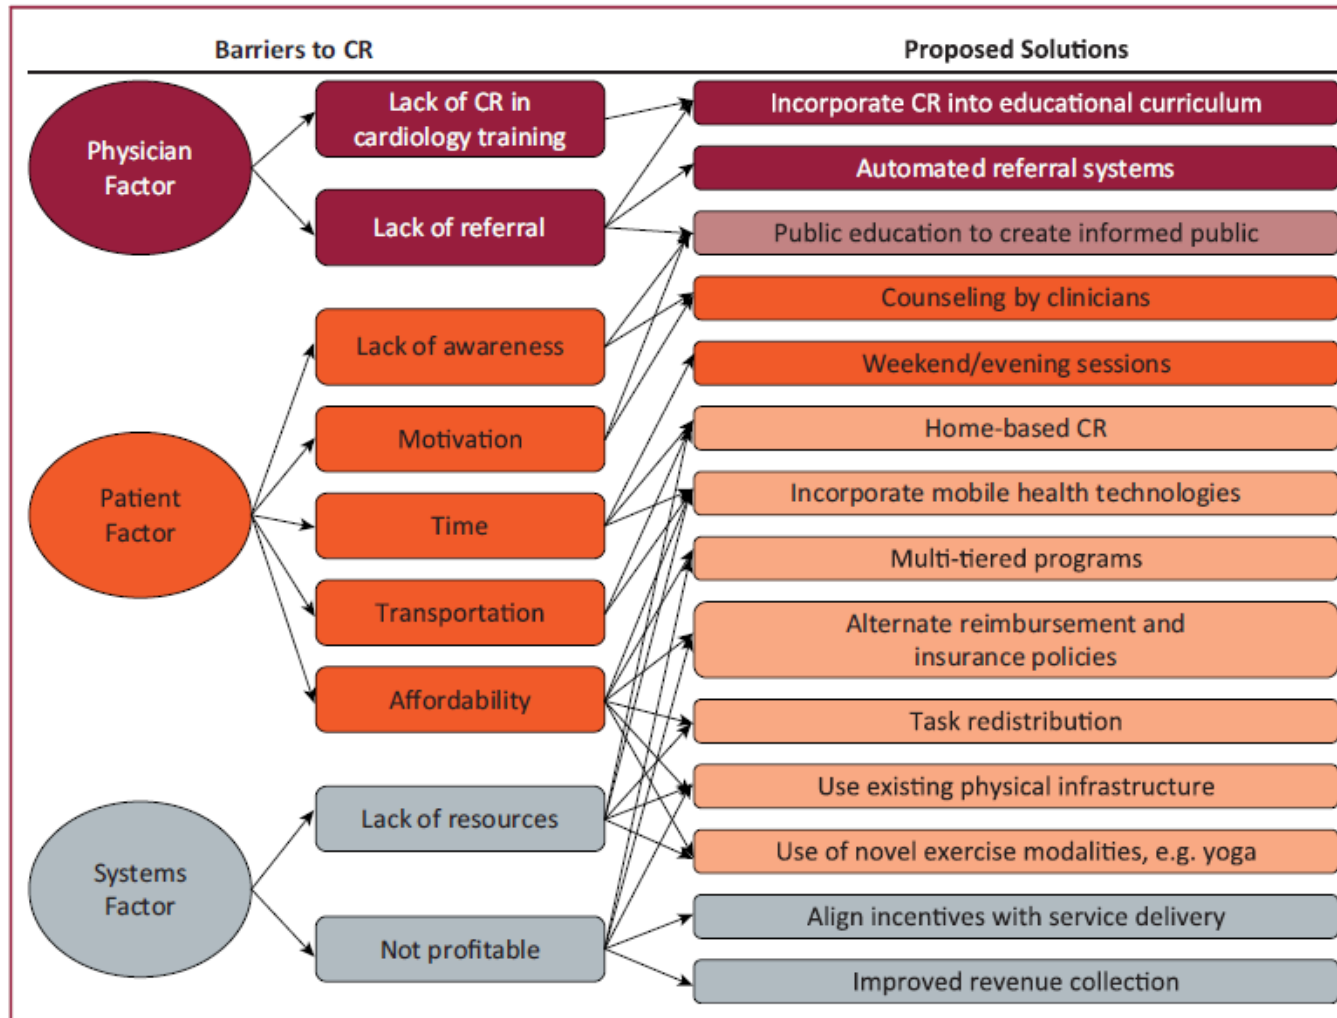 Barriers to CR
Proposed Solutions
Physician
Factor
Lack of CR in
cardiology training
Lack of referral
Incorporate CR into educational curriculum
Automated referral systems
Public education to create informed public
Patient
Factor
Lack of awareness
Motivation
Time
Transportation
Affordability
Counseling by clinicians
Weekend/evening sessions
Home-based CR
Incorporate mobile health technologies
Multi-tiered programs
Alternate reimbursement and
insurance policies
Task redistribution
Use existing physical infrastructure
Use of novel exercise modalities, e.g. yoga
Systems
Factor
Lack of resources
Not profitable
Align incentives with service delivery
Improved revenue collection